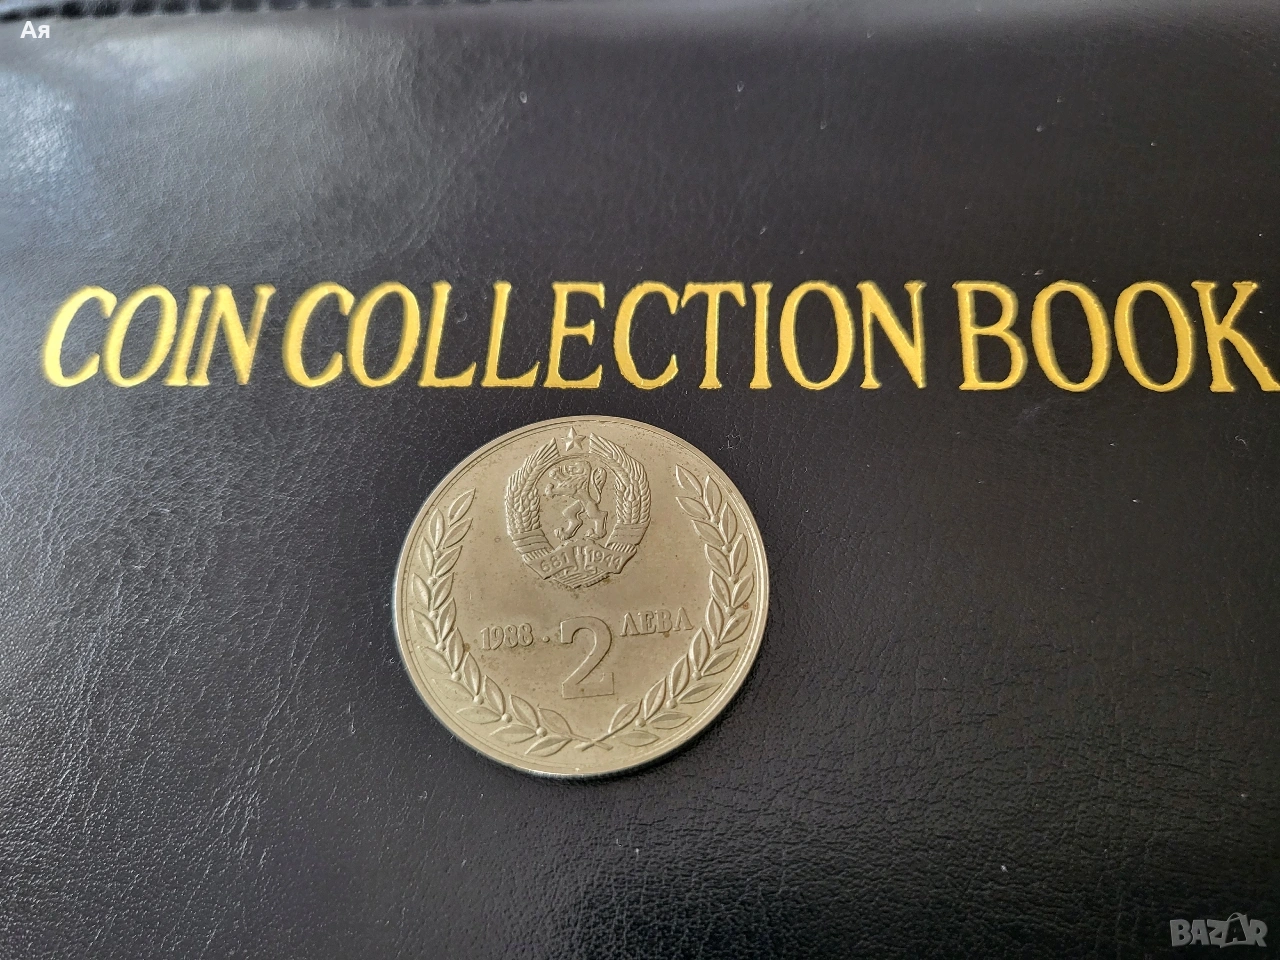 Ая
COIN COLLECTION BOOK
681 1944
1988 · 2 ЛЕВА
BAZAR